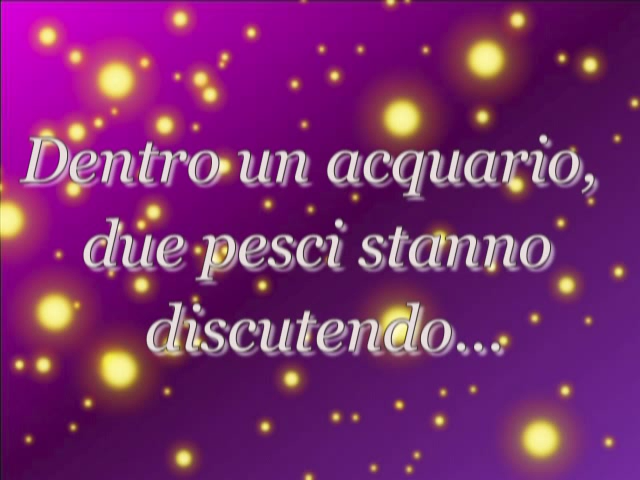 Dentro un acquario,
due pesci stanno
discutendo...